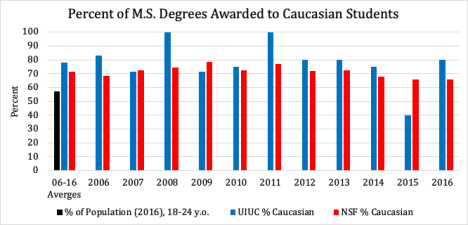 Percent of M.S. Degrees Awarded to Caucasian Students
100
90
80
70
60
50
40
30
20
10
0
Percent
06-16 2006 2007 2008 2009 2010 2011 2012 2013 2014 2015 2016
Averges
% of Population (2016), 18-24 y.o. UIUC % Caucasian NSF % Caucasian